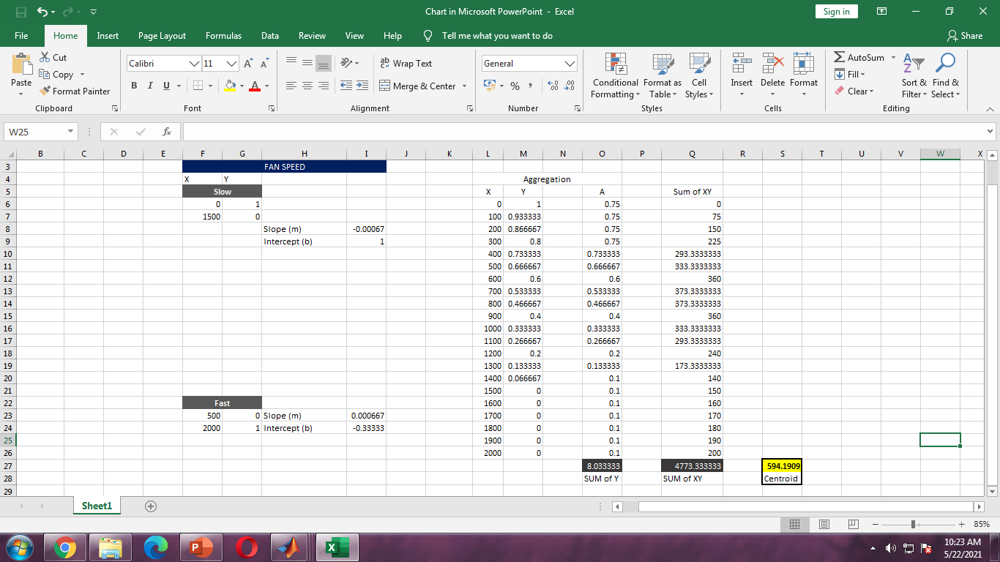 Chart in Microsoft PowerPoint - Excel
Sign in
File Home Insert Page Layout Formulas Data Review View Help Tell me what you want to do Share
Paste
Cut
Copy
Format Painter
Clipboard
Calibri 11
B I U
Font
Wrap Text
Merge & Center
Alignment
General
% ,
Number
Conditional Formatting
Format as Table
Cell Styles
Styles
Insert Delete Format
Cells
AutoSum
Fill
Clear
Sort & Filter
Find & Select
Editing
W25 fx
B C D E F G H I J K L M N O P Q R S T U V W X
3 FAN SPEED
4 X Y Aggregation
5 Slow X Y A Sum of XY
6 0 1 0 1 0.75 0
7 1500 0 100 0.933333 0.75 75
8 Slope (m) -0.00067 200 0.866667 0.75 150
9 Intercept (b) 1 300 0.8 0.75 225
10 400 0.733333 0.733333 293.3333333
11 500 0.666667 0.666667 333.3333333
12 600 0.6 0.6 360
13 700 0.533333 0.533333 373.3333333
14 800 0.466667 0.466667 373.3333333
15 900 0.4 0.4 360
16 1000 0.333333 0.333333 333.3333333
17 1100 0.266667 0.266667 293.3333333
18 1200 0.2 0.2 240
19 1300 0.133333 0.133333 173.3333333
20 1400 0.066667 0.1 140
21 1500 0 0.1 150
22 Fast 1600 0 0.1 160
23 500 0 Slope (m) 0.000667 1700 0 0.1 170
24 2000 1 Intercept (b) -0.33333 1800 0 0.1 180
25 1900 0 0.1 190
26 2000 0 0.1 200
27 8.033333 4773.333333 594.1909
28 SUM of Y SUM of XY Centroid
29
Sheet1
85%
10:23 AM
5/22/2021